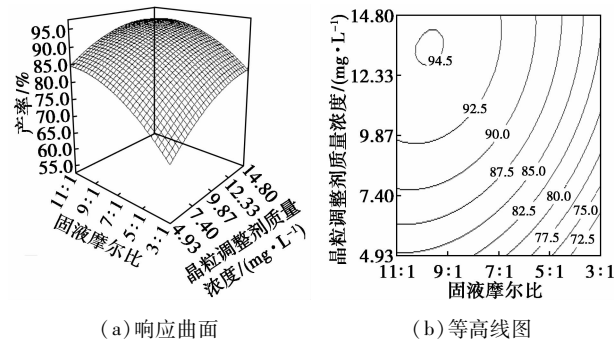 95.0
90.0
85.0
80.0
75.0
70.0
65.0
60.0
55.0
产率/%
11:1
9:1
7:1
5:1
3:1
固液摩尔比
4.93
7.40
9.87
12.33
14.80
晶粒调整剂质量
浓度/(mg·L⁻¹)
(a)响应曲面
14.80
12.33
9.87
7.40
4.93
晶粒调整剂质量浓度/(mg·L⁻¹)
94.5
92.5
90.0
87.5 85.0
82.5 80.0 75.0
77.5 72.5
11:1 9:1 7:1 5:1 3:1
固液摩尔比
(b)等高线图